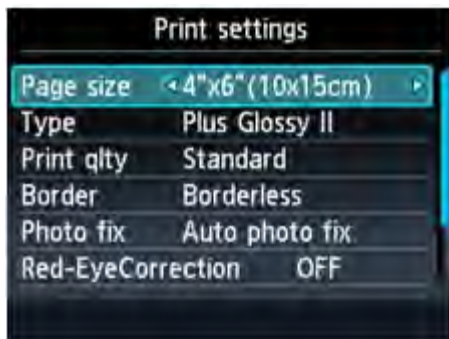 Print settings
Page size 4"x6"(10x15cm)
Type Plus Glossy II
Print qlty Standard
Border Borderless
Photo fix Auto photo fix
Red-EyeCorrection OFF